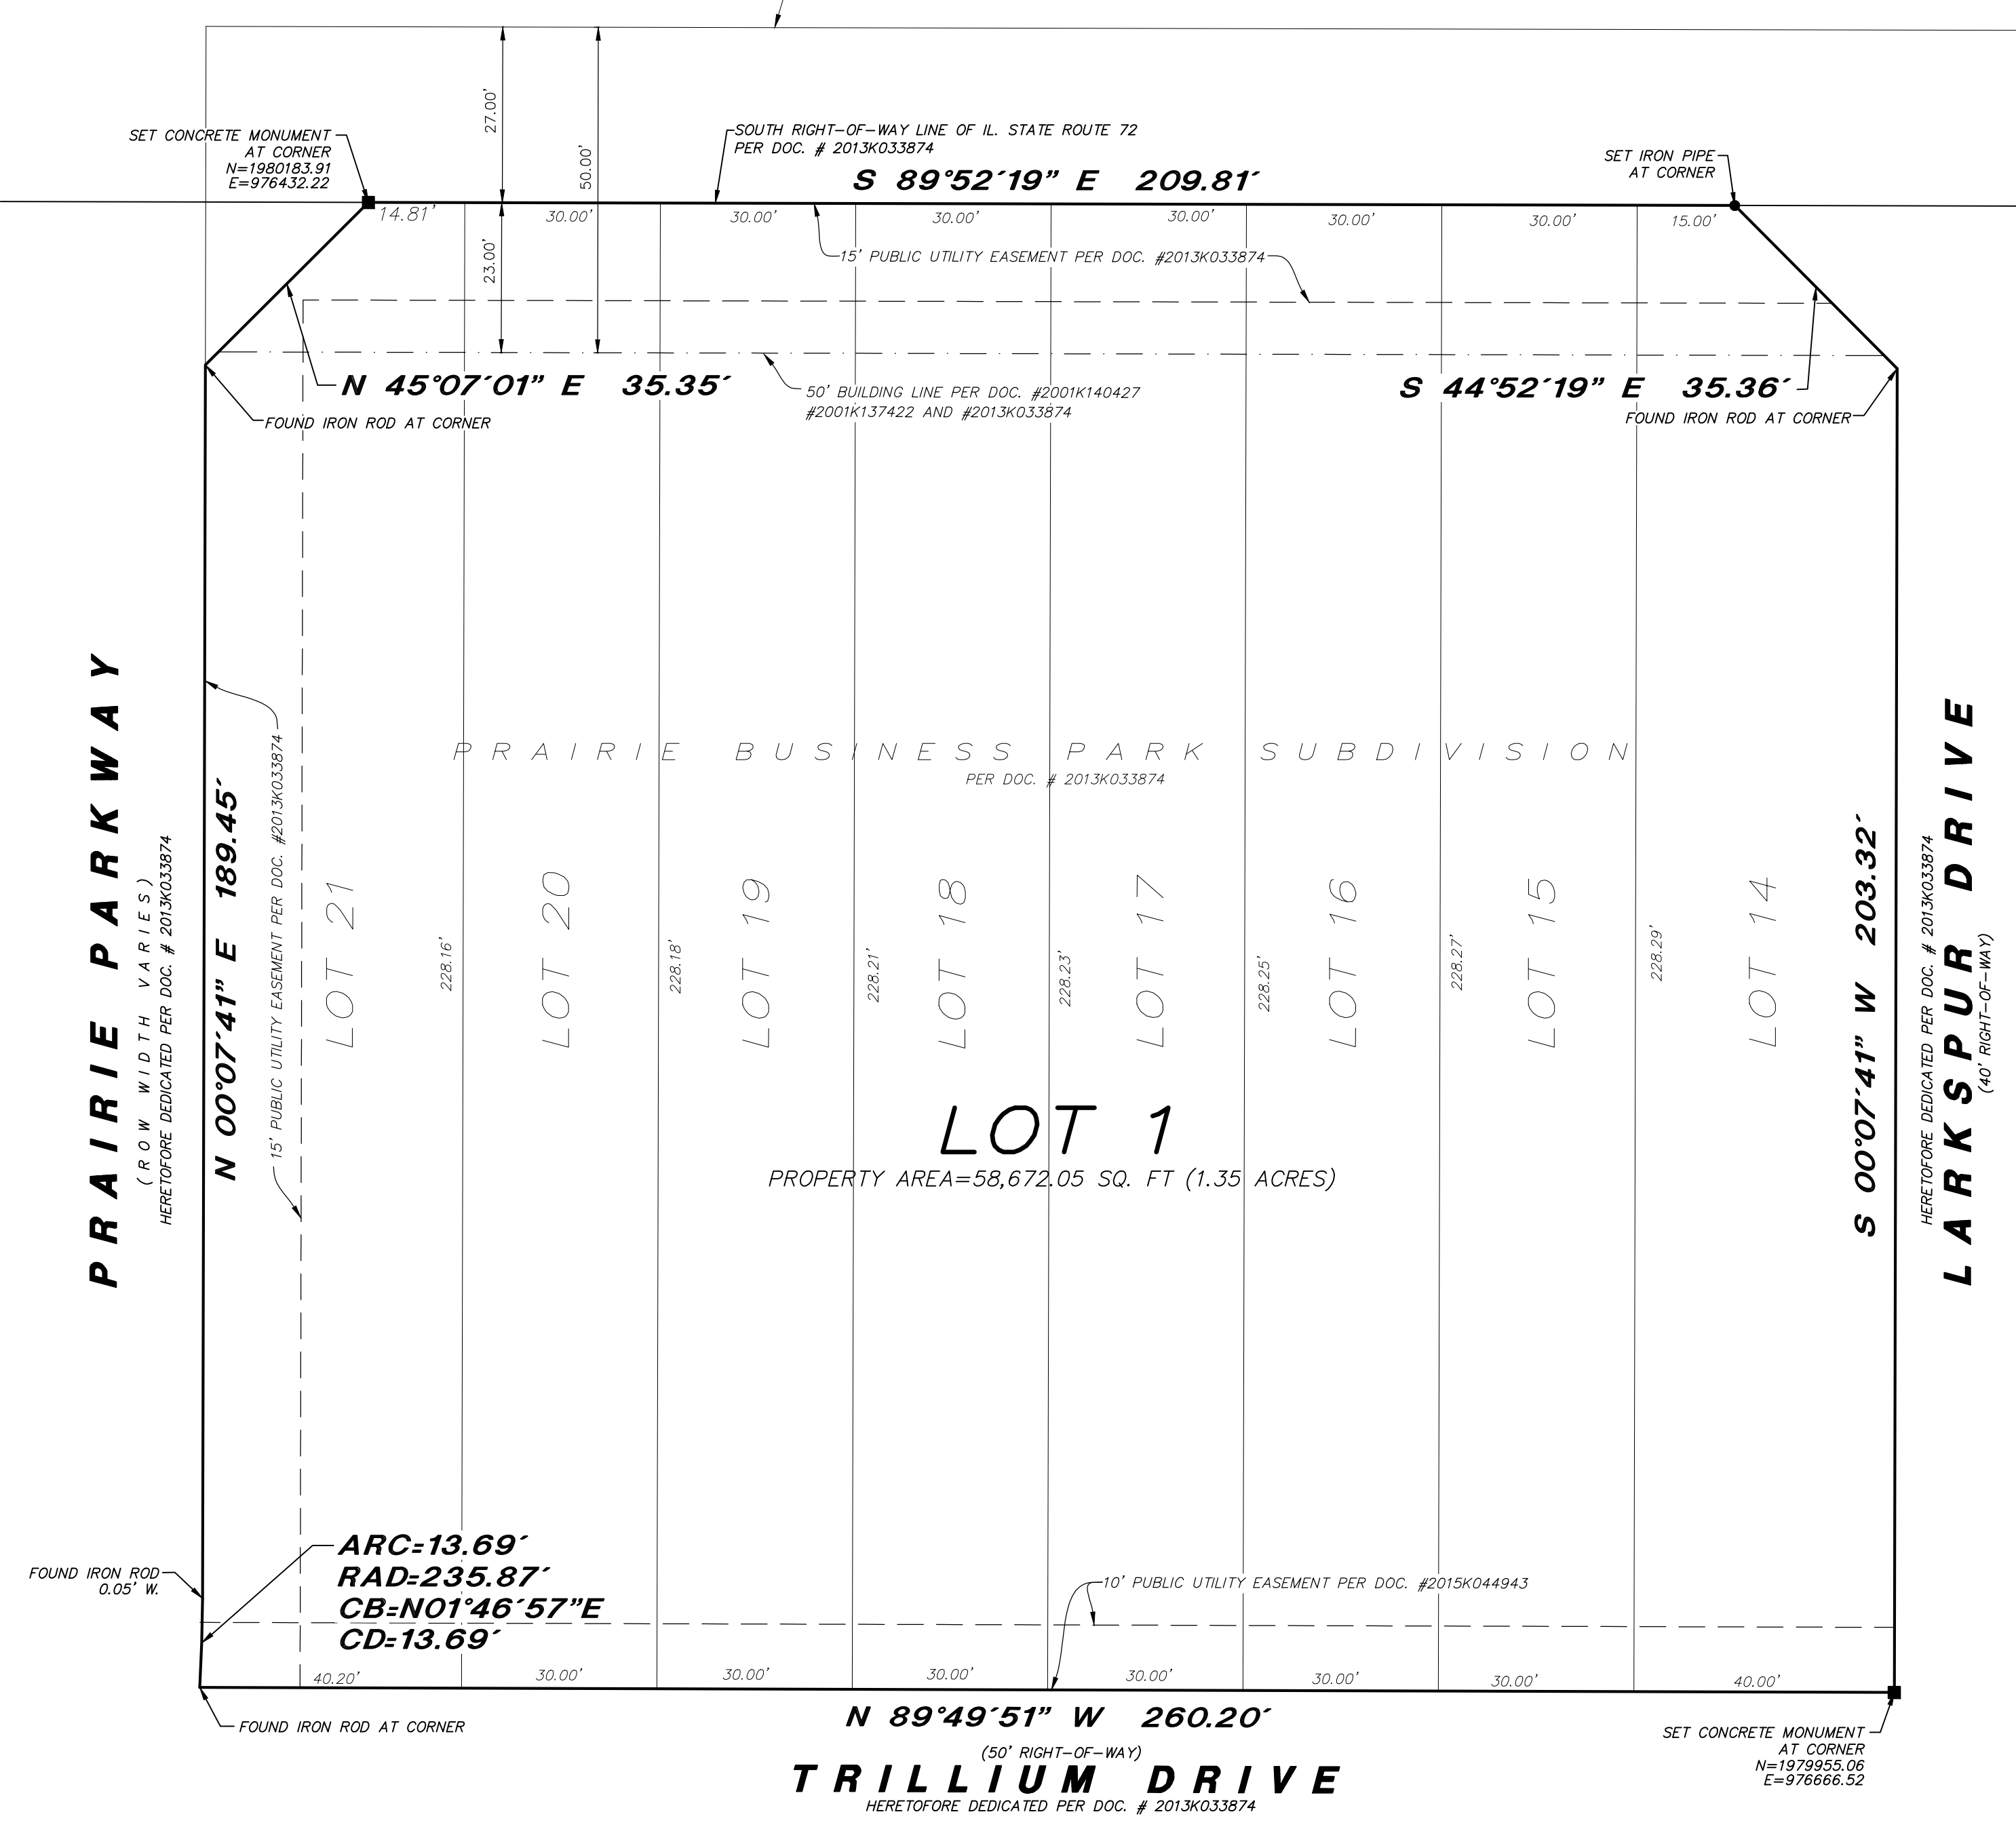 27.00'
50.00'
23.00'
SET CONCRETE MONUMENT
AT CORNER
N=1980183.91
E=976432.22
SOUTH RIGHT-OF-WAY LINE OF IL. STATE ROUTE 72
PER DOC. # 2013K033874
S 89°52'19" E 209.81'
SET IRON PIPE
AT CORNER
14.81'
30.00'
30.00'
30.00'
30.00'
30.00'
30.00'
15.00'
15' PUBLIC UTILITY EASEMENT PER DOC. #2013K033874
N 45°07'01" E 35.35'
50' BUILDING LINE PER DOC. #2001K140427
#2001K137422 AND #2013K033874
S 44°52'19" E 35.36'
FOUND IRON ROD AT CORNER
FOUND IRON ROD AT CORNER
PRAIRIE PARKWAY
(ROW WIDTH VARIES)
HERETOFORE DEDICATED PER DOC. # 2013K033874
N 00°07'41" E 189.45'
15' PUBLIC UTILITY EASEMENT PER DOC. #2013K033874
PRAIRIE BUSINESS PARK SUBDIVISION
PER DOC. # 2013K033874
LOT 21
228.16'
LOT 20
228.18'
LOT 19
228.21'
LOT 18
228.23'
LOT 17
228.25'
LOT 16
228.27'
LOT 15
228.29'
LOT 14
S 00°07'41" W 203.32'
HERETOFORE DEDICATED PER DOC. # 2013K033874
LARKSPUR DRIVE
(40' RIGHT-OF-WAY)
LOT 1
PROPERTY AREA=58,672.05 SQ. FT (1.35 ACRES)
FOUND IRON ROD
0.05' W.
ARC=13.69'
RAD=235.87'
CB=N01°46'57"E
CD=13.69'
10' PUBLIC UTILITY EASEMENT PER DOC. #2015K044943
40.20'
30.00'
30.00'
30.00'
30.00'
30.00'
30.00'
40.00'
FOUND IRON ROD AT CORNER
N 89°49'51" W 260.20'
(50' RIGHT-OF-WAY)
TRILLIUM DRIVE
HERETOFORE DEDICATED PER DOC. # 2013K033874
SET CONCRETE MONUMENT
AT CORNER
N=1979955.06
E=976666.52